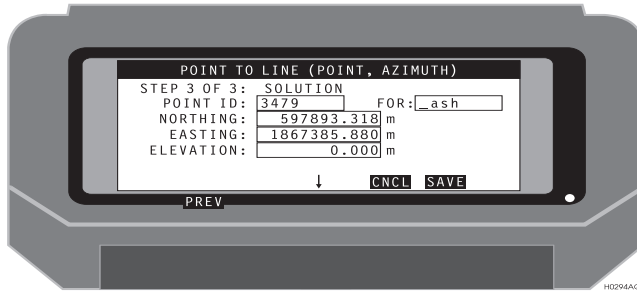 POINT TO LINE (POINT, AZIMUTH)
STEP 3 OF 3: SOLUTION
POINT ID: 3479 FOR: _ash
NORTHING: 597893.318 m
EASTING: 1867385.880 m
ELEVATION: 0.000 m
↓ CNCL SAVE
PREV